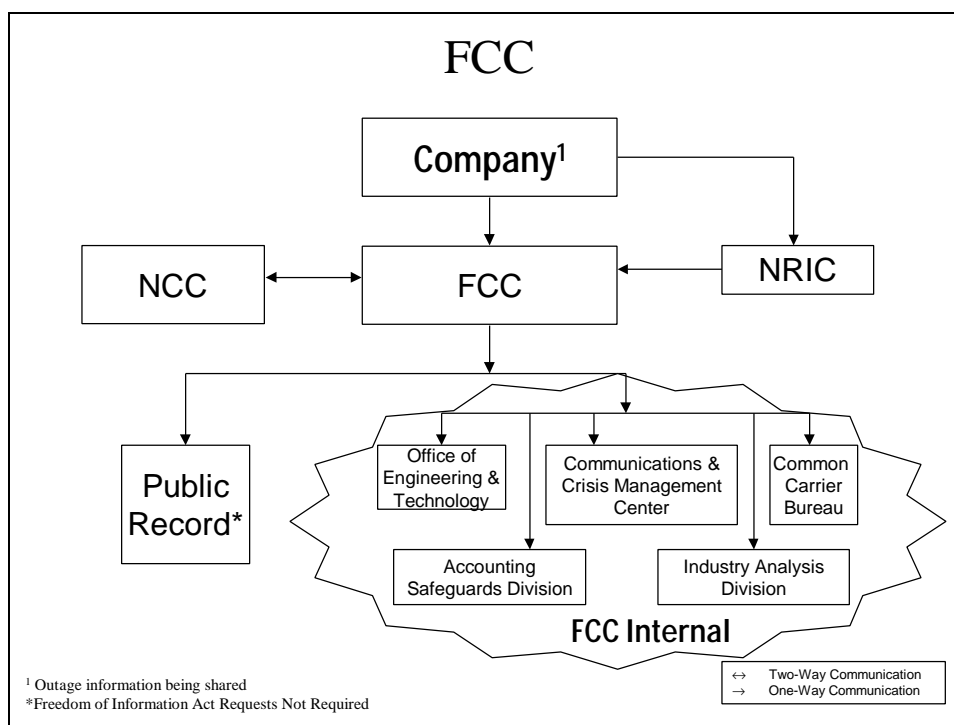 FCC
Company¹
NCC
FCC
NRIC
Public
Record*
Office of
Engineering &
Technology
Communications &
Crisis Management
Center
Common
Carrier
Bureau
Accounting
Safeguards Division
Industry Analysis
Division
FCC Internal
¹ Outage information being shared
*Freedom of Information Act Requests Not Required
↔ Two-Way Communication
→ One-Way Communication